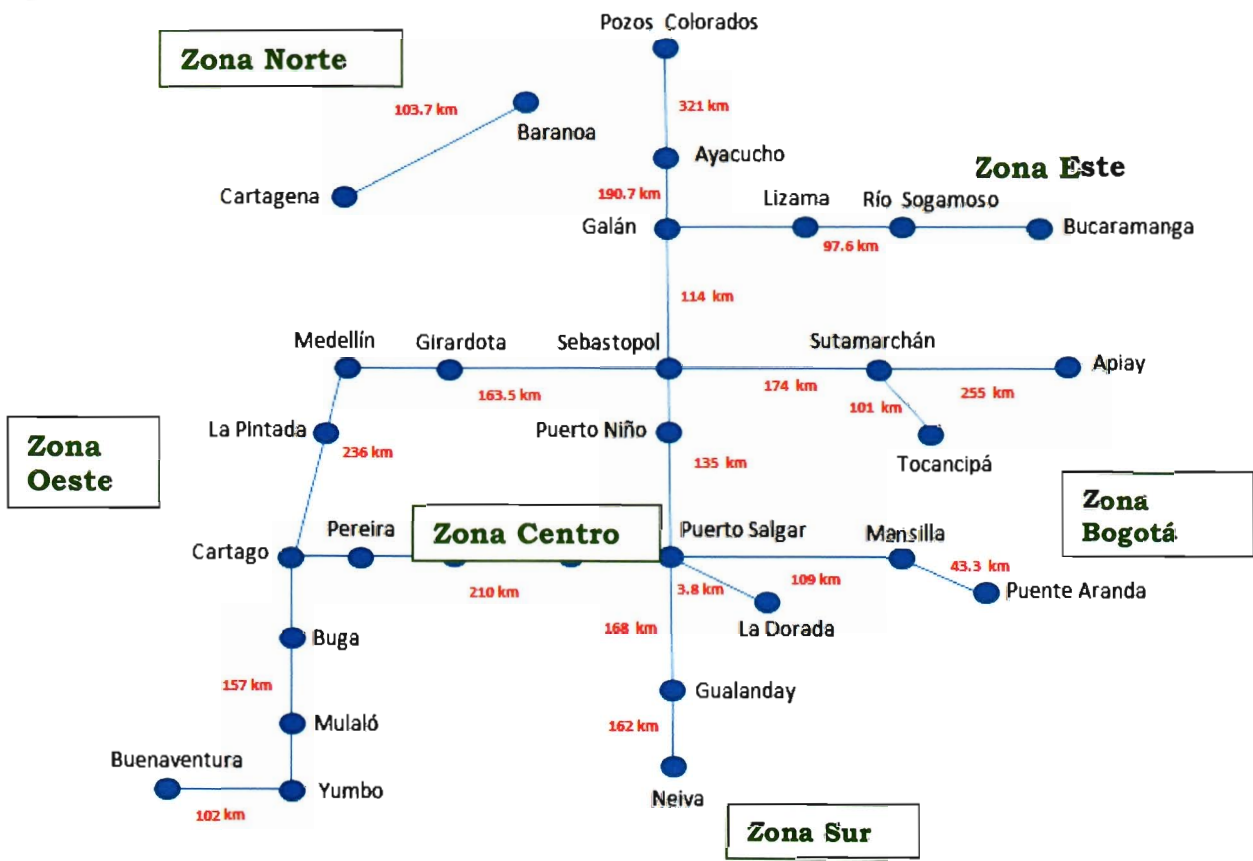 Pozos Colorados
Zona Norte
103.7 km
321 km
Baranoa
Ayacucho
Zona Este
Cartagena
190.7 km
Lizama
Río Sogamoso
Galán
Bucaramanga
97.6 km
114 km
Medellín
Girardota
Sebastopol
Sutamarchán
Apiay
174 km
255 km
163.5 km
101 km
La Pintada
Puerto Niño
Tocancipá
Zona
Oeste
236 km
135 km
Zona
Bogotá
Pereira
Zona Centro
Puerto Salgar
Mansilla
Cartago
43.3 km
210 km
3.8 km
109 km
Puente Aranda
168 km
La Dorada
Buga
157 km
Gualanday
Mulaló
162 km
Buenaventura
Yumbo
Neiva
102 km
Zona Sur